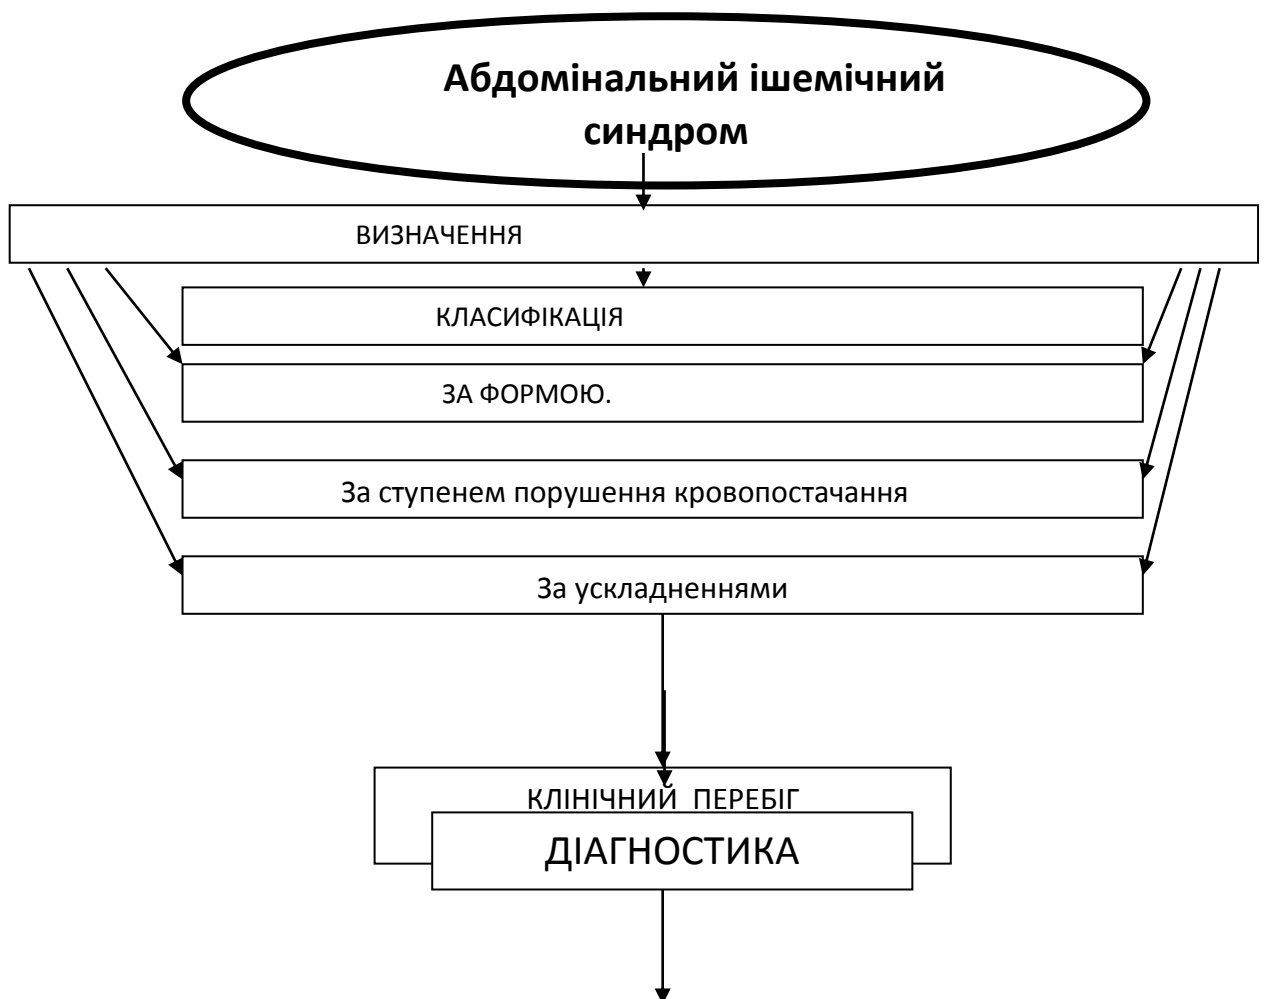 Абдомінальний ішемічний
синдром
ВИЗНАЧЕННЯ
КЛАСИФІКАЦІЯ
ЗА ФОРМОЮ.
За ступенем порушення кровопостачання
За ускладненнями
КЛІНІЧНИЙ ПЕРЕБІГ
ДІАГНОСТИКА